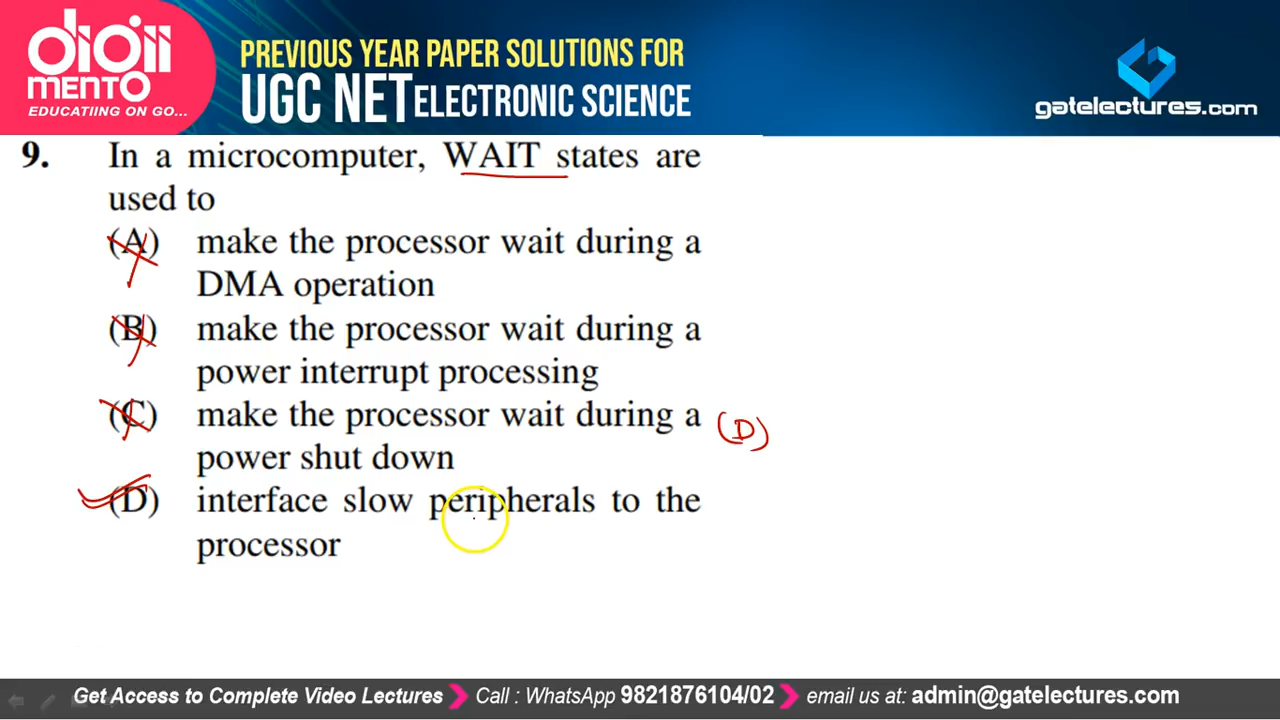 didii
MENTO
EDUCATIING ON GO...
PREVIOUS YEAR PAPER SOLUTIONS FOR
UGC NET ELECTRONIC SCIENCE
gatelectures.com
9. In a microcomputer, WAIT states are
used to
(A) make the processor wait during a
DMA operation
(B) make the processor wait during a
power interrupt processing
(C) make the processor wait during a
power shut down
(D)
(D) interface slow peripherals to the
processor
Get Access to Complete Video Lectures Call : WhatsApp 9821876104/02 email us at: admin@gatelectures.com